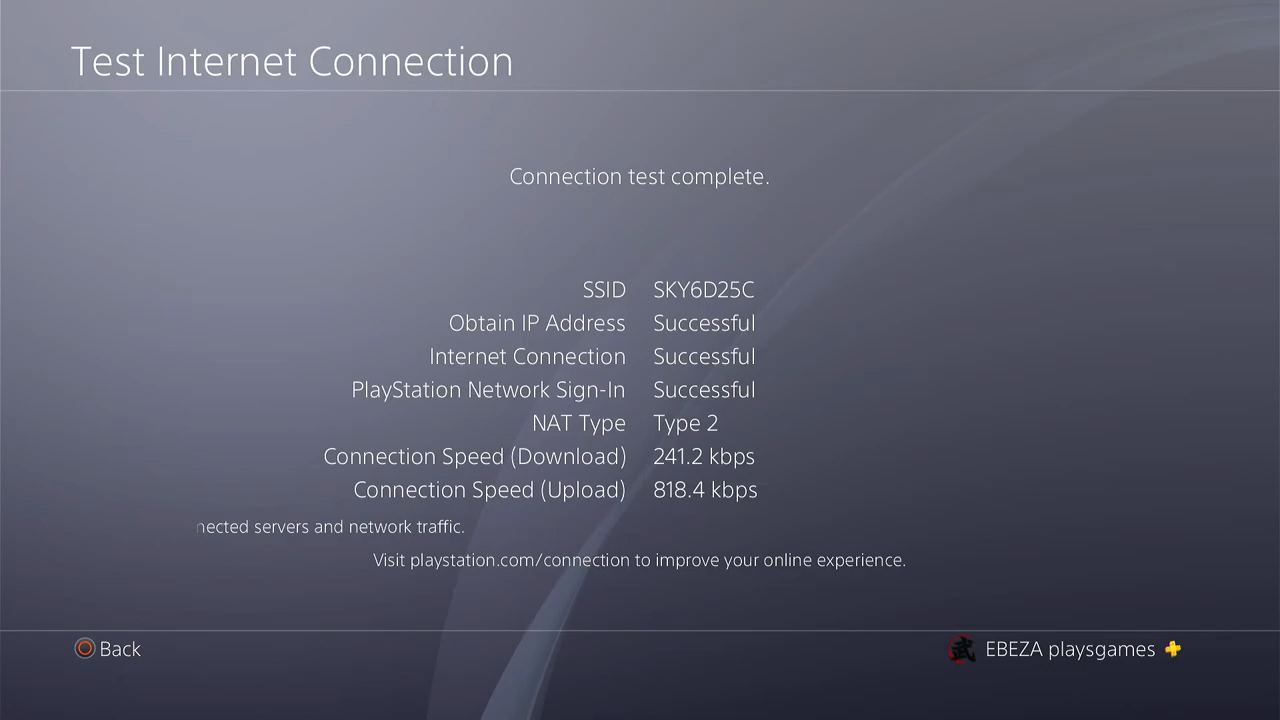 Test Internet Connection
Connection test complete.
SSID SKY6D25C
Obtain IP Address Successful
Internet Connection Successful
PlayStation Network Sign-In Successful
NAT Type Type 2
Connection Speed (Download) 241.2 kbps
Connection Speed (Upload) 818.4 kbps
nected servers and network traffic.
Visit playstation.com/connection to improve your online experience.
Back
武 EBEZA playsgames